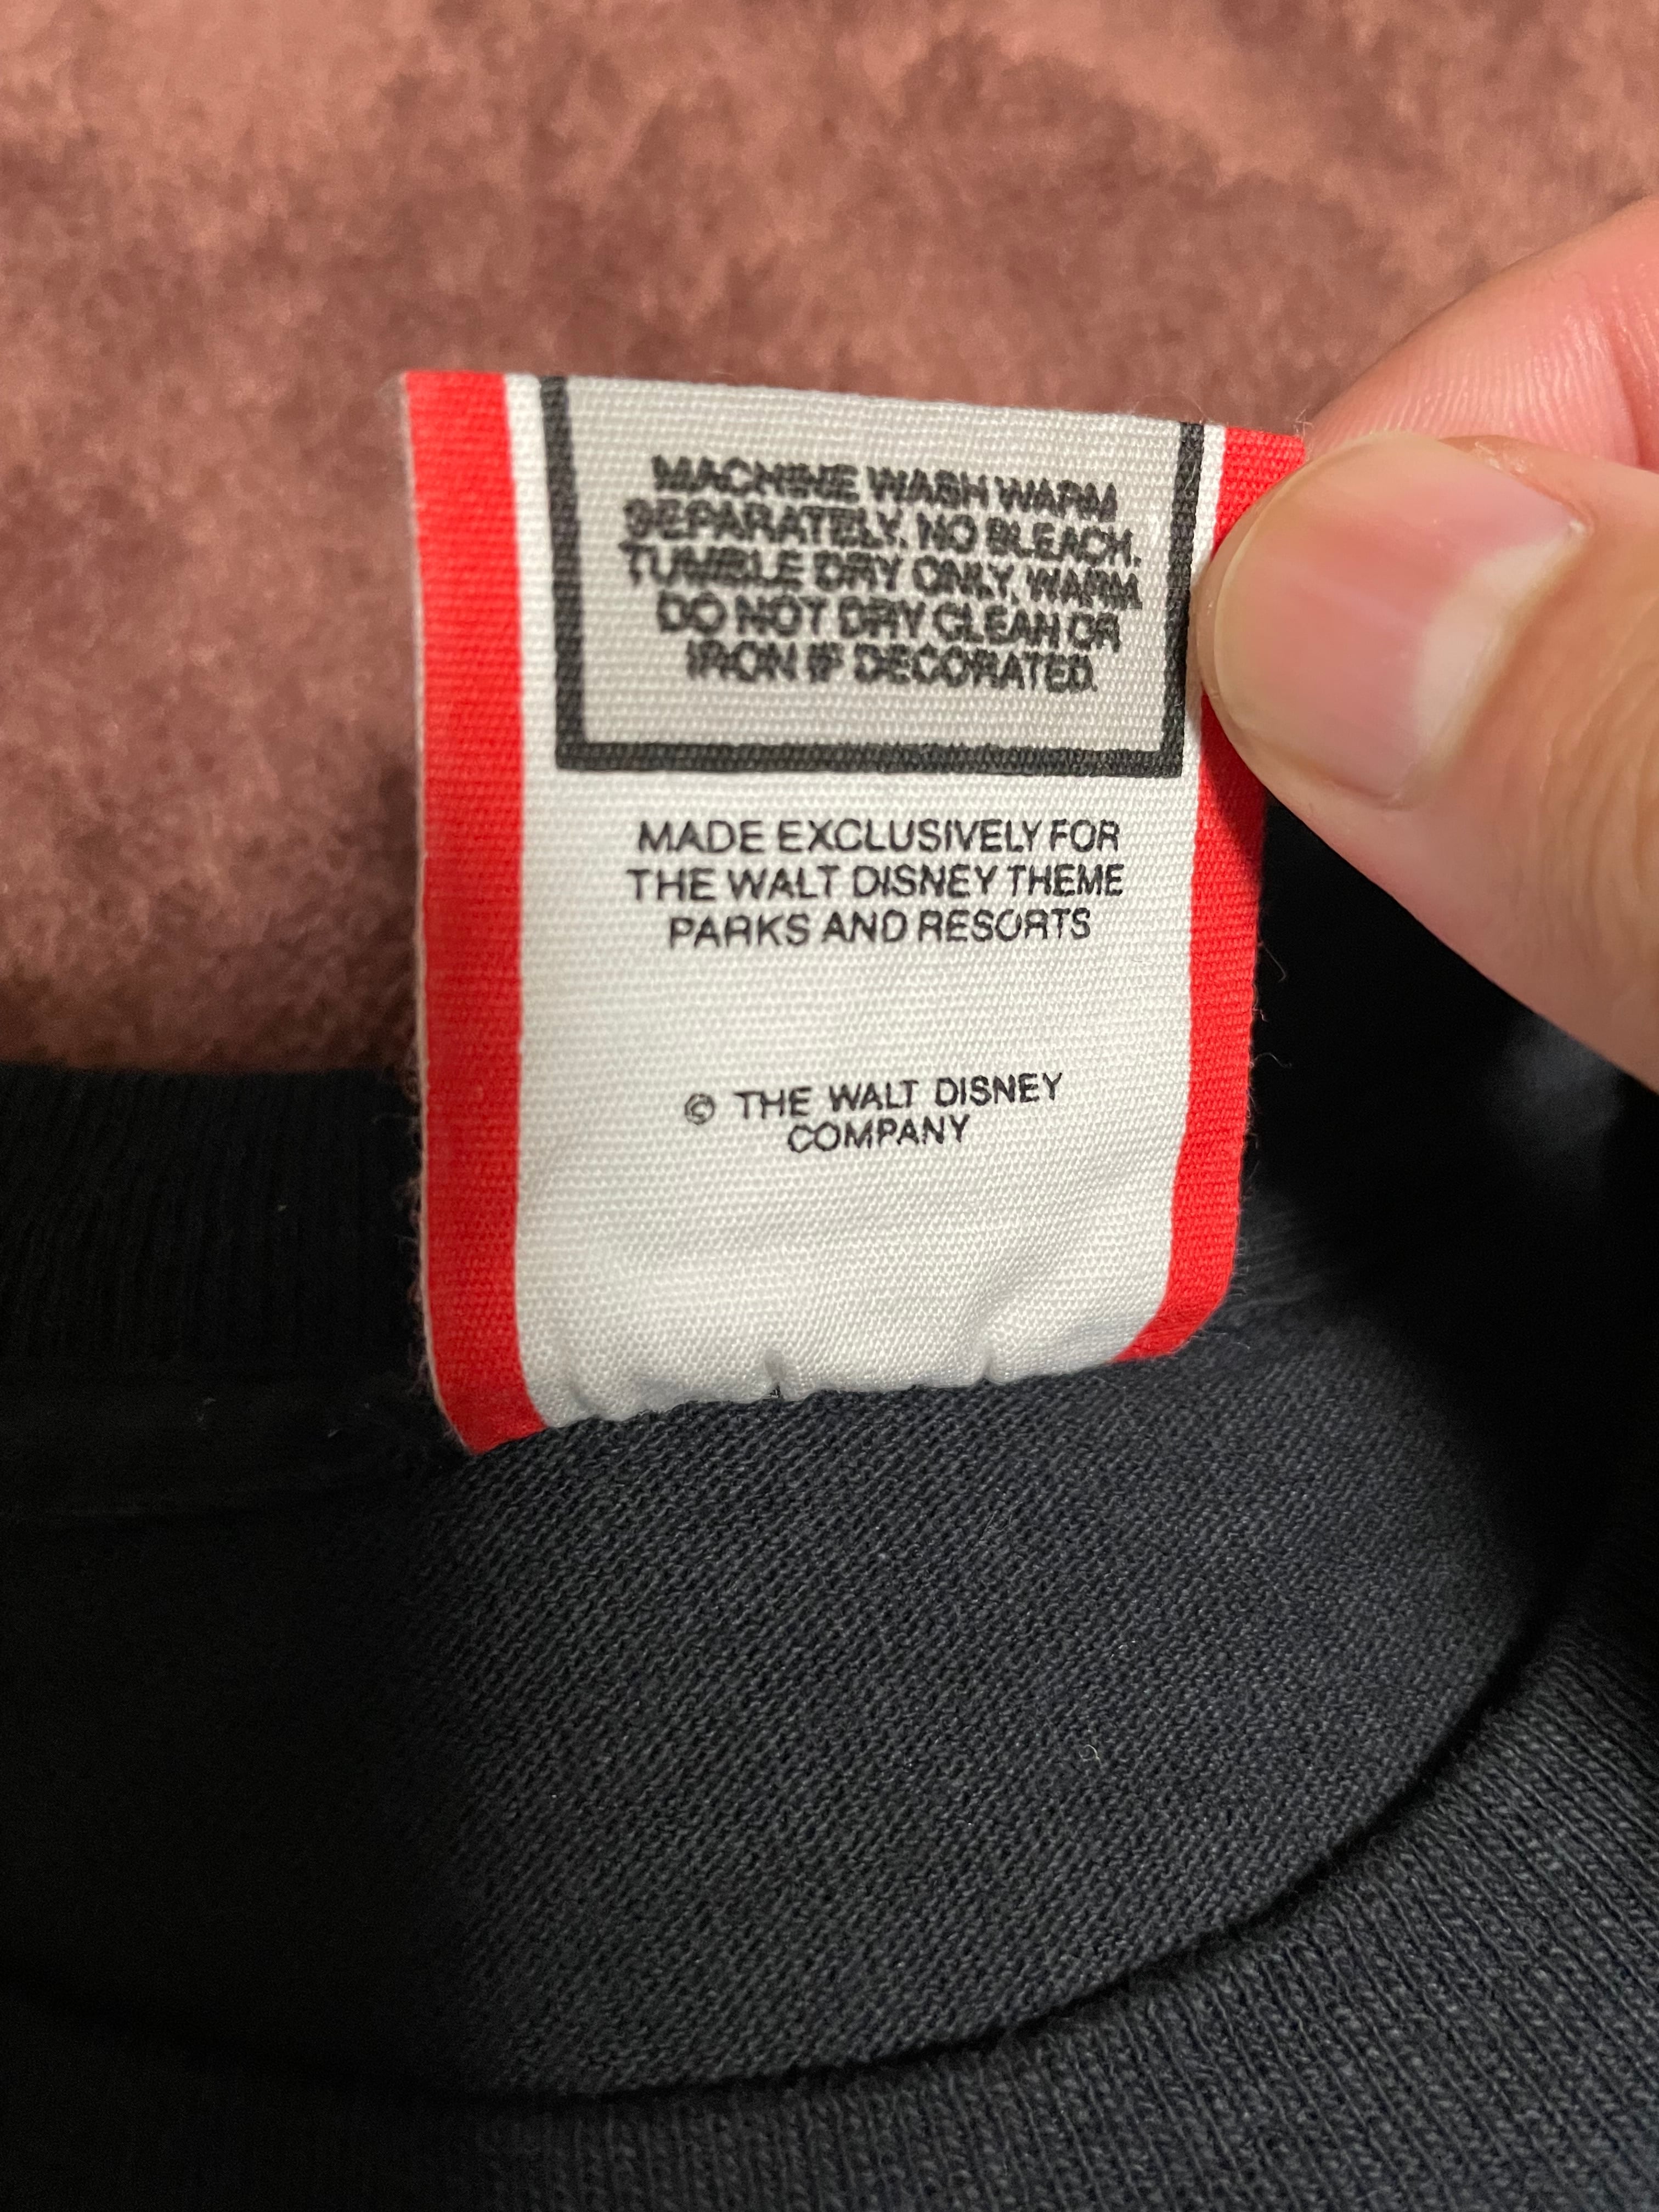 MACHINE WASH WARM
SEPARATELY. NO BLEACH.
TUMBLE DRY ONLY. WARM
DO NOT DRY CLEAN OR
IRON IF DECORATED.
MADE EXCLUSIVELY FOR
THE WALT DISNEY THEME
PARKS AND RESORTS
© THE WALT DISNEY
COMPANY